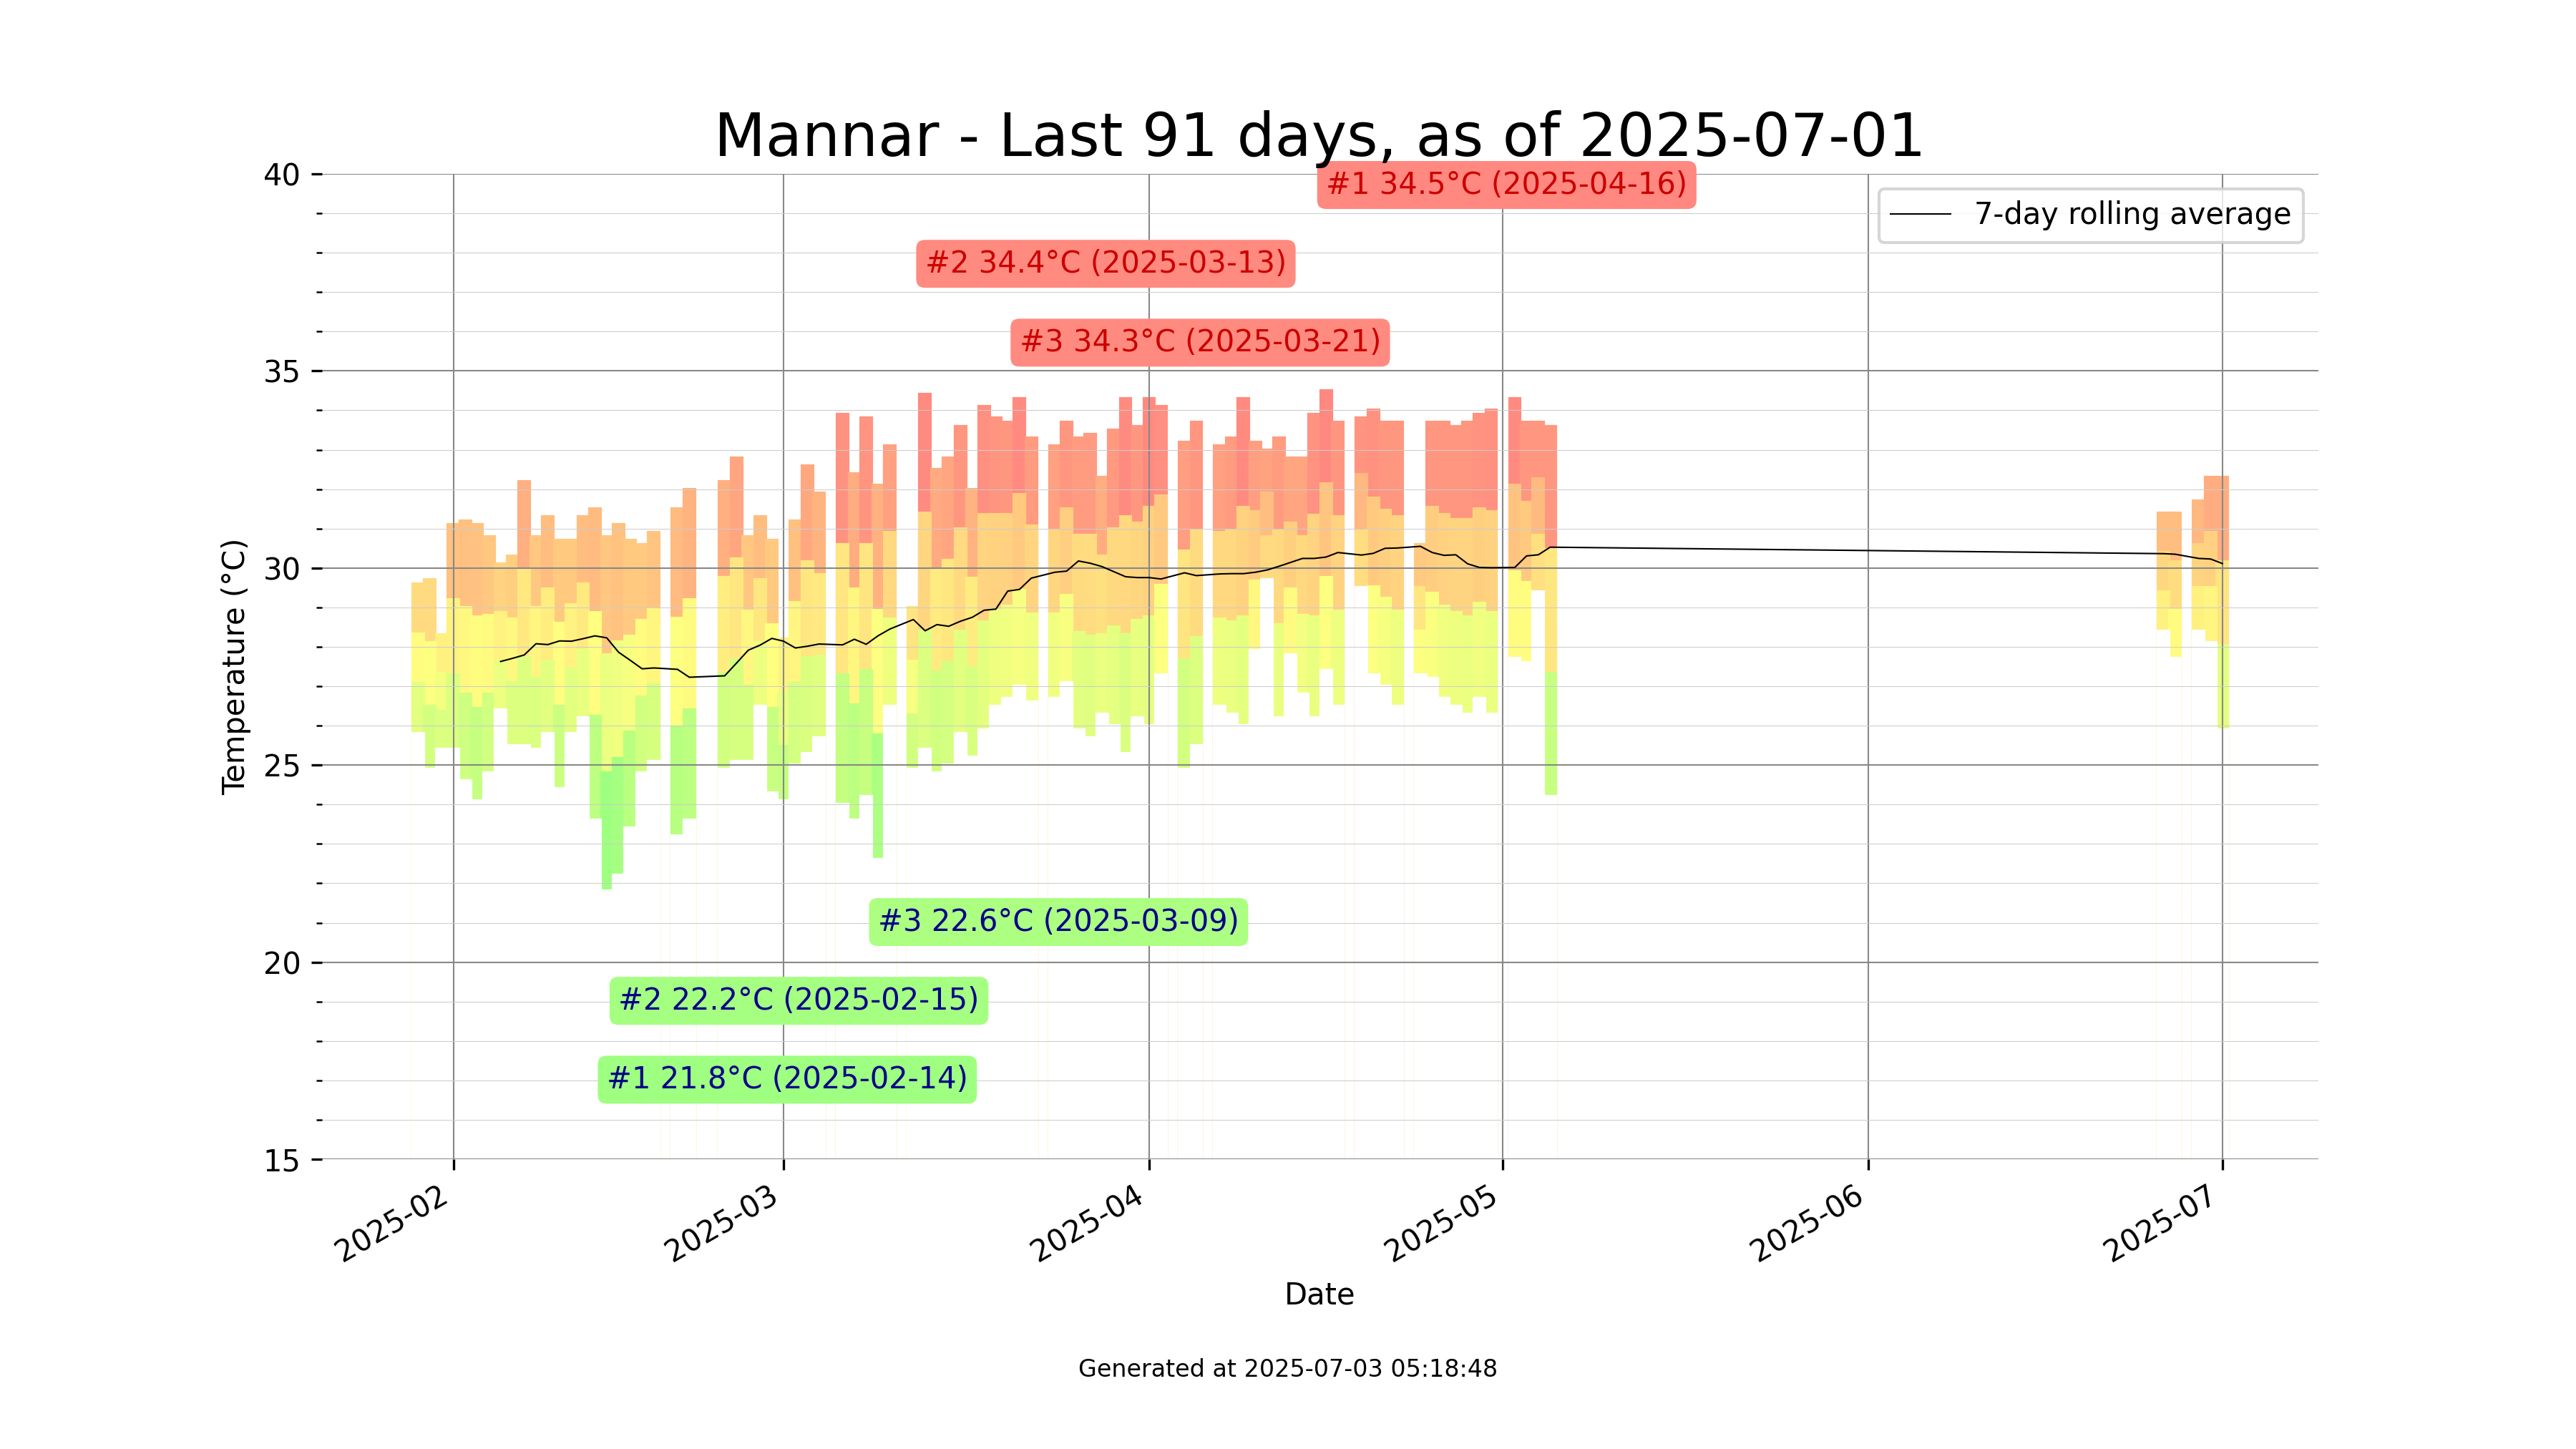 Mannar - Last 91 days, as of 2025-07-01
40
#1 34.5°C (2025-04-16)
7-day rolling average
#2 34.4°C (2025-03-13)
#3 34.3°C (2025-03-21)
35
30
Temperature (°C)
25
#3 22.6°C (2025-03-09)
20
#2 22.2°C (2025-02-15)
#1 21.8°C (2025-02-14)
15
2025-02
2025-03
2025-04
2025-05
2025-06
2025-07
Date
Generated at 2025-07-03 05:18:48